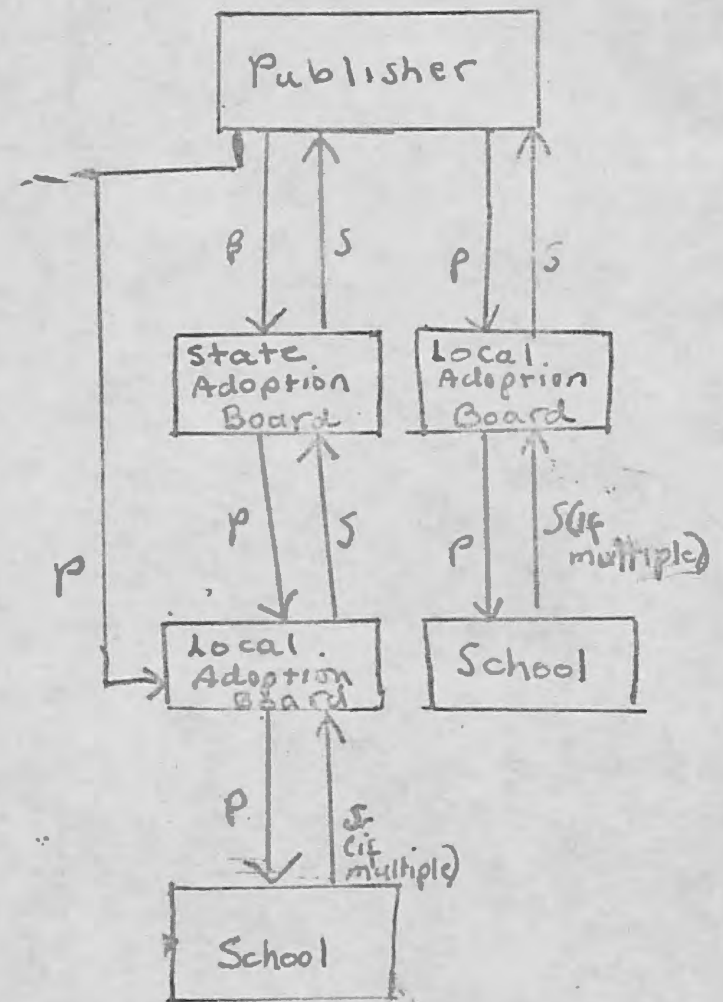 Publisher
P
S
P
S
State
Adoption
Board
Local
Adoption
Board
P
P
S
P
S(if
multiple)
Local
Adoption
Board
School
P
S
(if
multiple)
School